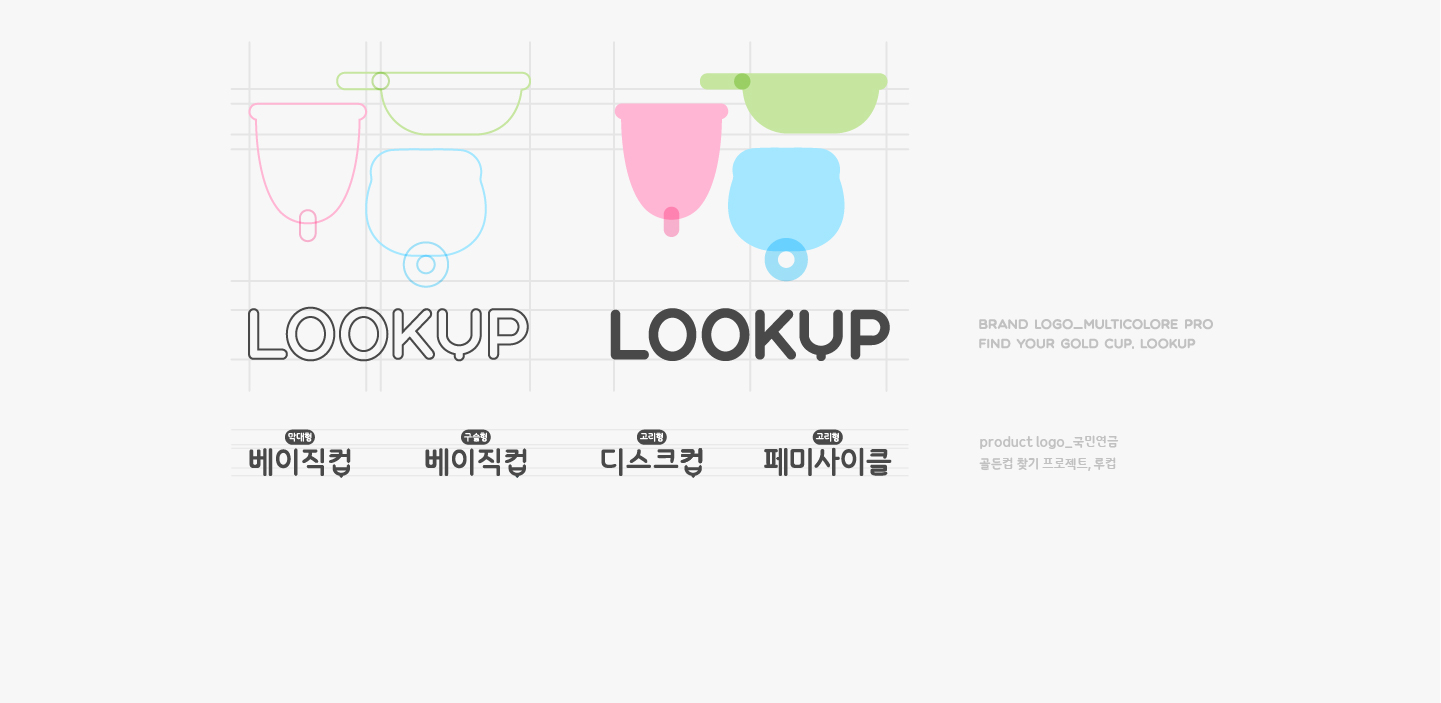 LOOKUP
LOOKUP
BRAND LOGO_MULTICOLORE PRO
FIND YOUR GOLD CUP, LOOKUP
막대형
베이직컵
구슬형
베이직컵
고리형
디스크컵
고리형
페미사이클
product logo_국민연금
골든컵 찾기 프로젝트, 루컵